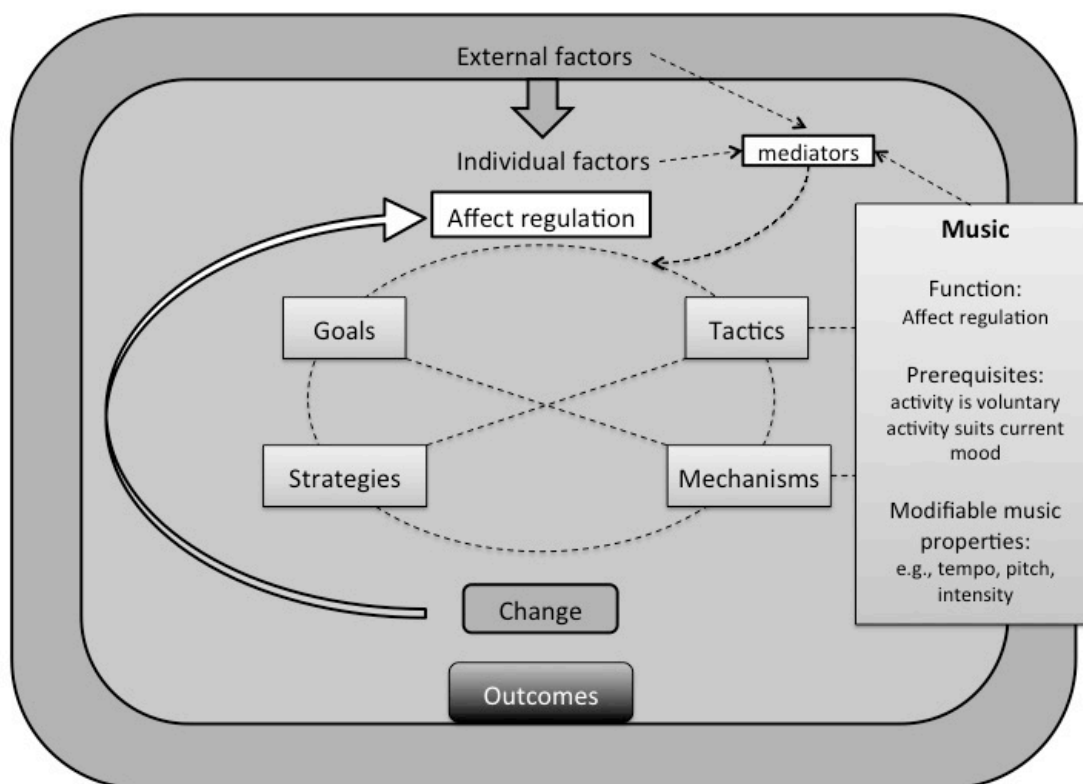 External factors
Individual factors
mediators
Affect regulation
Goals
Tactics
Strategies
Mechanisms
Change
Outcomes
Music
Function:
Affect regulation
Prerequisites:
activity is voluntary
activity suits current
mood
Modifiable music
properties:
e.g., tempo, pitch,
intensity